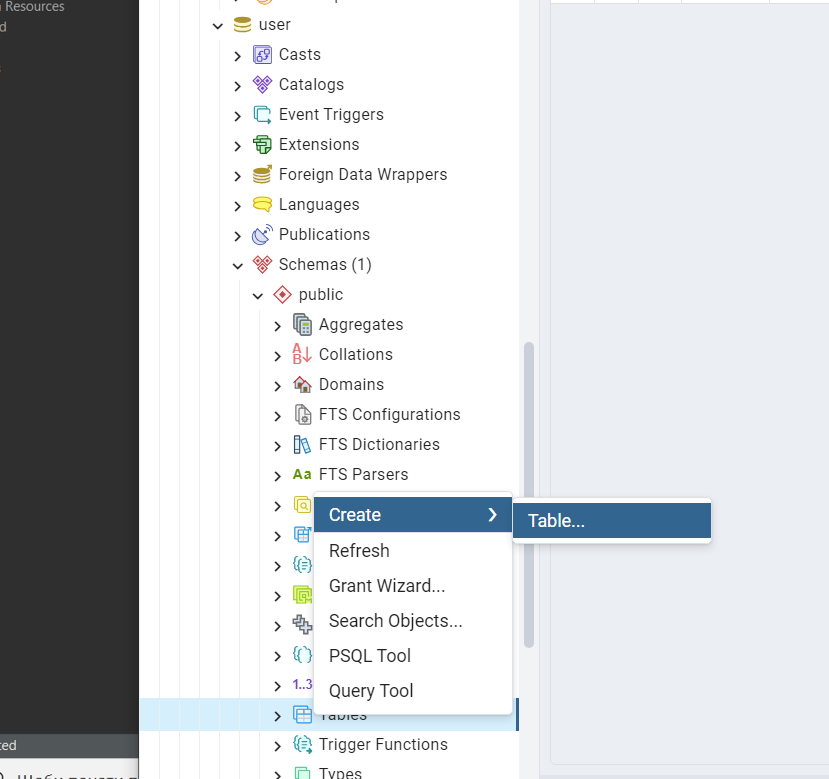 Resources
user
Casts
Catalogs
Event Triggers
Extensions
Foreign Data Wrappers
Languages
Publications
Schemas (1)
public
Aggregates
Collations
Domains
FTS Configurations
FTS Dictionaries
Aa FTS Parsers
Create
Table...
Refresh
Grant Wizard...
Search Objects...
PSQL Tool
1..3
Query Tool
Tables
Trigger Functions
Types